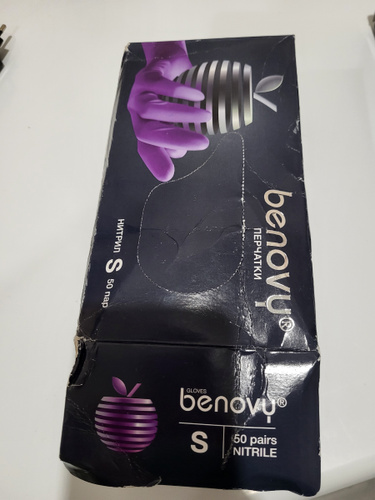 benovy®
ПЕРЧАТКИ
НИТРИЛ S 50 пар
GLOVES
benovy®
S
50 pairs
NITRILE